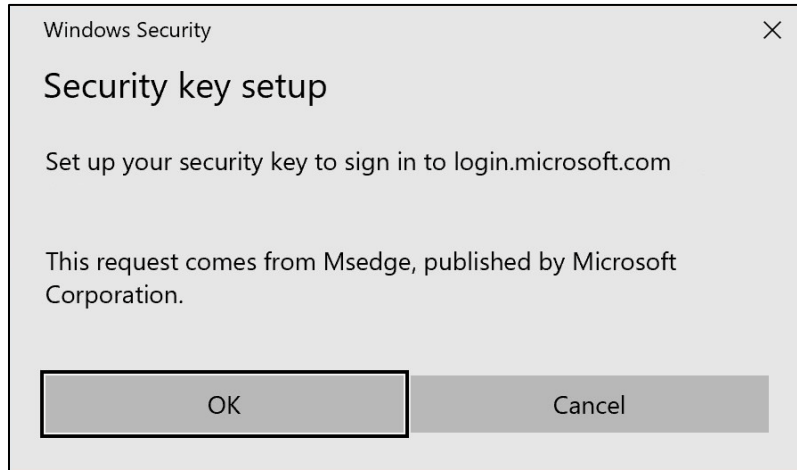 Windows Security
Security key setup
Set up your security key to sign in to login.microsoft.com
This request comes from Msedge, published by Microsoft
Corporation.
OK
Cancel